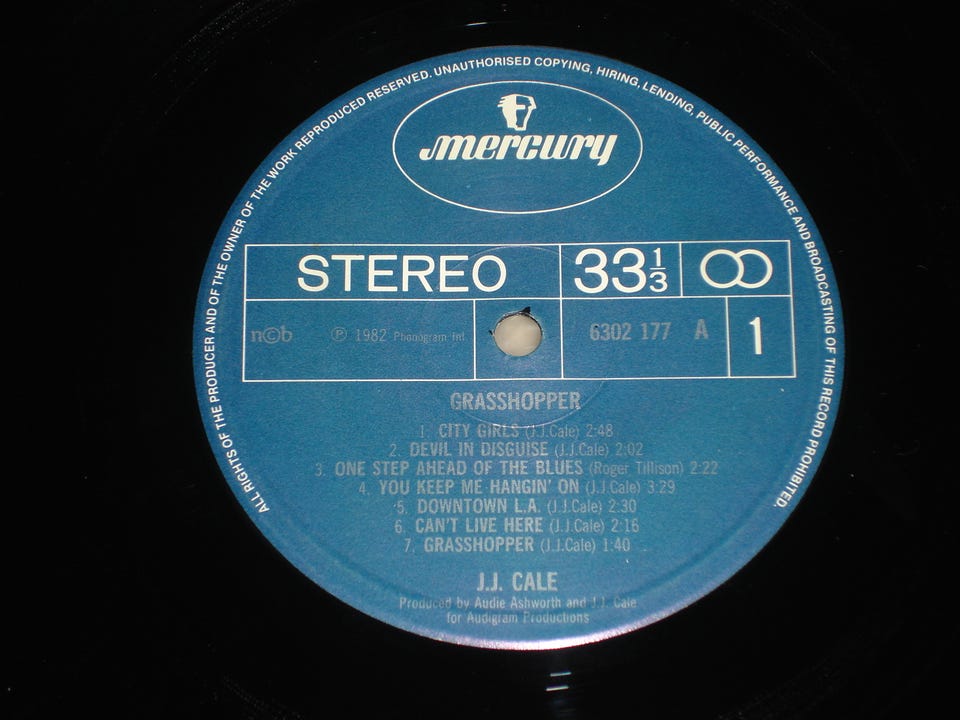 ALL RIGHTS OF THE PRODUCER AND OF THE OWNER OF THE WORK REPRODUCED RESERVED. UNAUTHORISED COPYING, HIRING, LENDING, PUBLIC PERFORMANCE AND BROADCASTING OF THIS RECORD PROHIBITED.
mercury
STEREO 33 1/3
n©b ℗ 1982 Phonogram Int. 6302 177 A 1
GRASSHOPPER
1. CITY GIRLS (J.J.Cale) 2:48
2. DEVIL IN DISGUISE (J.J.Cale) 2:02
3. ONE STEP AHEAD OF THE BLUES (Roger Tillison) 2:22
4. YOU KEEP ME HANGIN' ON (J.J.Cale) 3:29
5. DOWNTOWN L.A. (J.J.Cale) 2:30
6. CAN'T LIVE HERE (J.J.Cale) 2:16
7. GRASSHOPPER (J.J.Cale) 1:40
J.J. CALE
Produced by Audie Ashworth and J.J. Cale
for Audigram Productions